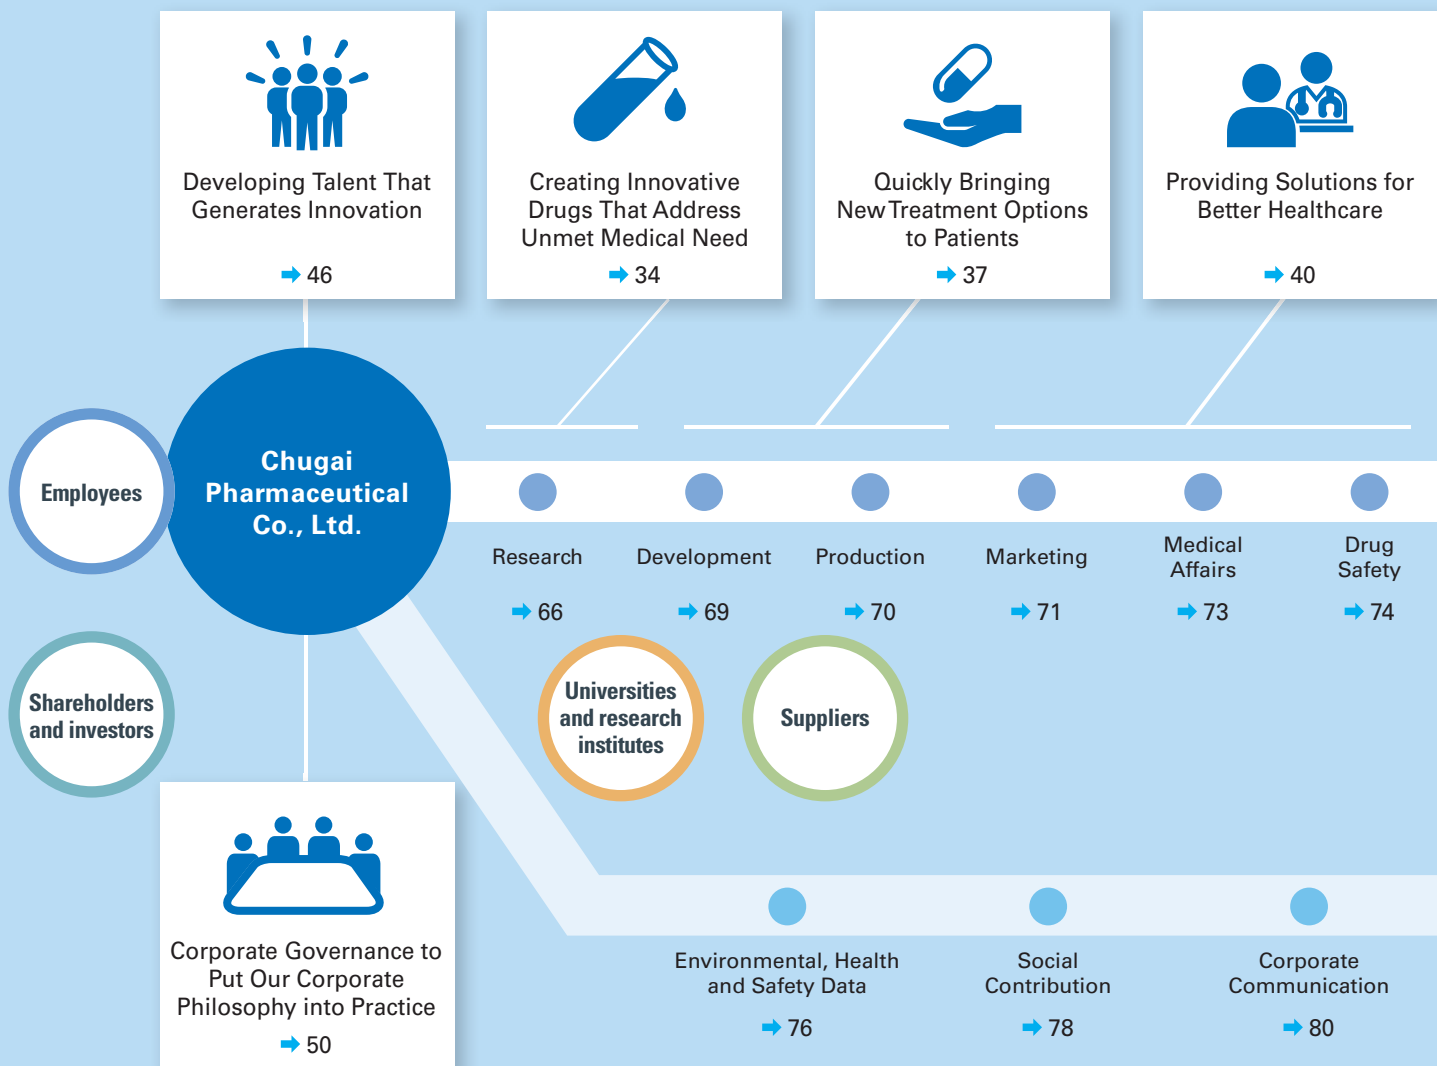 Developing Talent That
Generates Innovation
➡ 46
Creating Innovative
Drugs That Address
Unmet Medical Need
➡ 34
Quickly Bringing
New Treatment Options
to Patients
➡ 37
Providing Solutions for
Better Healthcare
➡ 40
Employees
Chugai
Pharmaceutical
Co., Ltd.
Research
➡ 66
Development
➡ 69
Production
➡ 70
Marketing
➡ 71
Medical
Affairs
➡ 73
Drug
Safety
➡ 74
Shareholders
and investors
Universities
and research
institutes
Suppliers
Corporate Governance to
Put Our Corporate
Philosophy into Practice
➡ 50
Environmental, Health
and Safety Data
➡ 76
Social
Contribution
➡ 78
Corporate
Communication
➡ 80